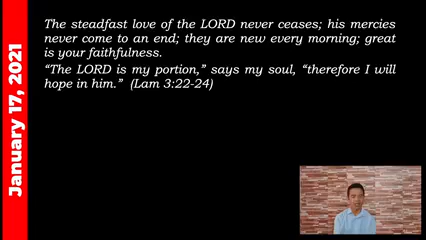 The steadfast love of the LORD never ceases; his mercies
never come to an end; they are new every morning; great
is your faithfulness.
“The LORD is my portion,” says my soul, “therefore I will
hope in him.” (Lam 3:22-24)
January 17, 2021